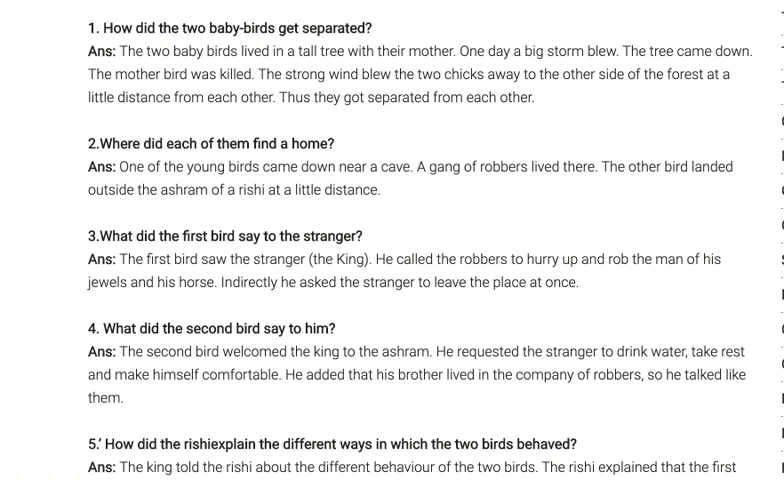 1. How did the two baby-birds get separated?
Ans: The two baby birds lived in a tall tree with their mother. One day a big storm blew. The tree came down.
The mother bird was killed. The strong wind blew the two chicks away to the other side of the forest at a
little distance from each other. Thus they got separated from each other.
2.Where did each of them find a home?
Ans: One of the young birds came down near a cave. A gang of robbers lived there. The other bird landed
outside the ashram of a rishi at a little distance.
3.What did the first bird say to the stranger?
Ans: The first bird saw the stranger (the King). He called the robbers to hurry up and rob the man of his
jewels and his horse. Indirectly he asked the stranger to leave the place at once.
4. What did the second bird say to him?
Ans: The second bird welcomed the king to the ashram. He requested the stranger to drink water, take rest
and make himself comfortable. He added that his brother lived in the company of robbers, so he talked like
them.
5.’ How did the rishiexplain the different ways in which the two birds behaved?
Ans: The king told the rishi about the different behaviour of the two birds. The rishi explained that the first